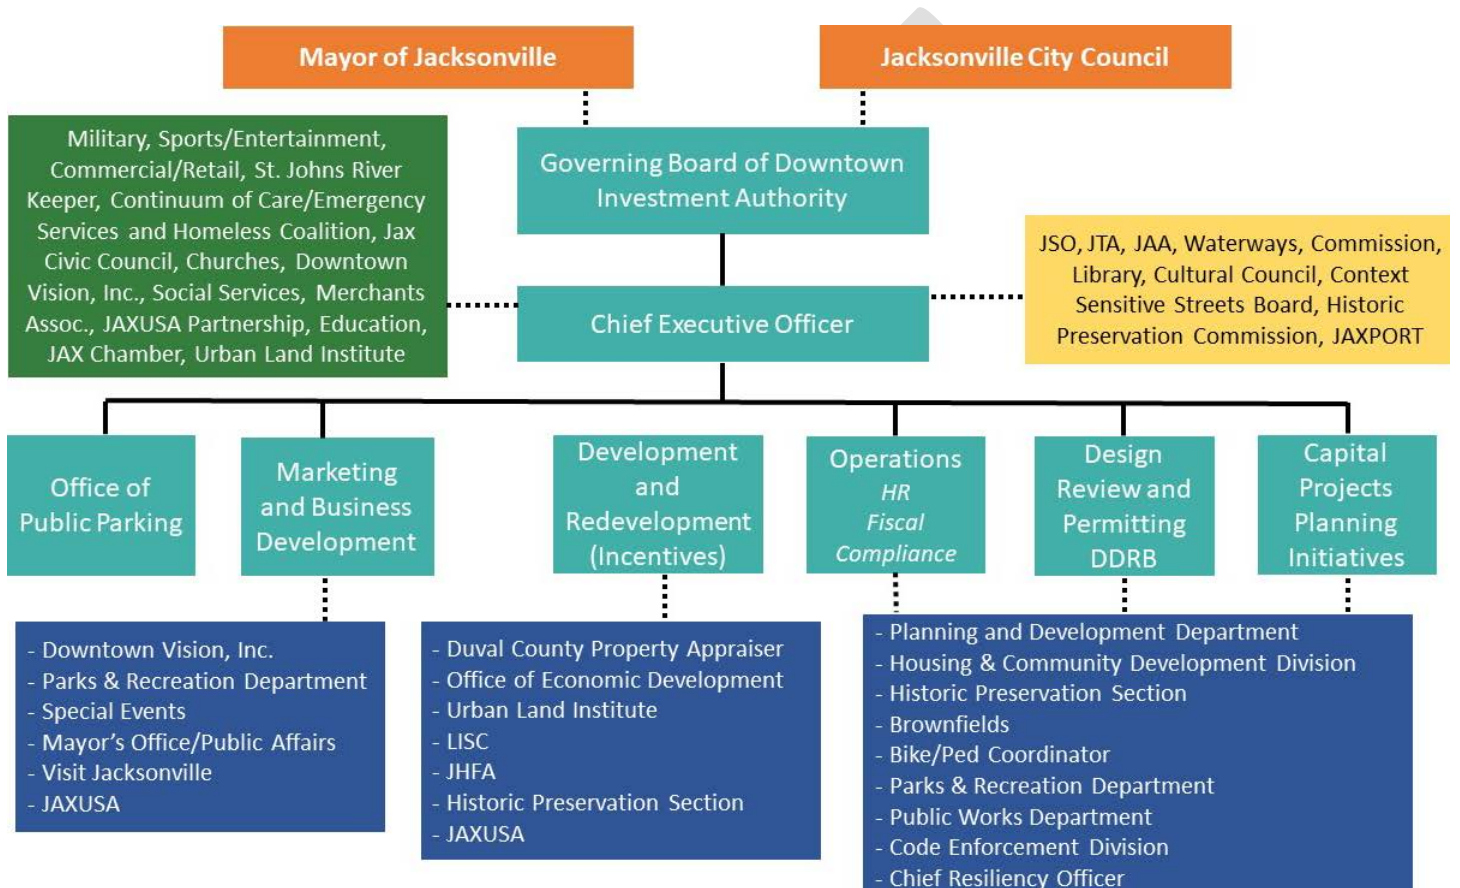 Mayor of Jacksonville
Jacksonville City Council
Military, Sports/Entertainment,
Commercial/Retail, St. Johns River
Keeper, Continuum of Care/Emergency
Services and Homeless Coalition, Jax
Civic Council, Churches, Downtown
Vision, Inc., Social Services, Merchants
Assoc., JAXUSA Partnership, Education,
JAX Chamber, Urban Land Institute
Governing Board of Downtown
Investment Authority
JSO, JTA, JAA, Waterways, Commission,
Library, Cultural Council, Context
Sensitive Streets Board, Historic
Preservation Commission, JAXPORT
Chief Executive Officer
Office of
Public Parking
Marketing
and Business
Development
Development
and
Redevelopment
(Incentives)
Operations
HR
Fiscal
Compliance
Design
Review and
Permitting
DDRB
Capital
Projects
Planning
Initiatives
- Downtown Vision, Inc.
- Parks & Recreation Department
- Special Events
- Mayor’s Office/Public Affairs
- Visit Jacksonville
- JAXUSA
- Duval County Property Appraiser
- Office of Economic Development
- Urban Land Institute
- LISC
- JHFA
- Historic Preservation Section
- JAXUSA
- Planning and Development Department
- Housing & Community Development Division
- Historic Preservation Section
- Brownfields
- Bike/Ped Coordinator
- Parks & Recreation Department
- Public Works Department
- Code Enforcement Division
- Chief Resiliency Officer